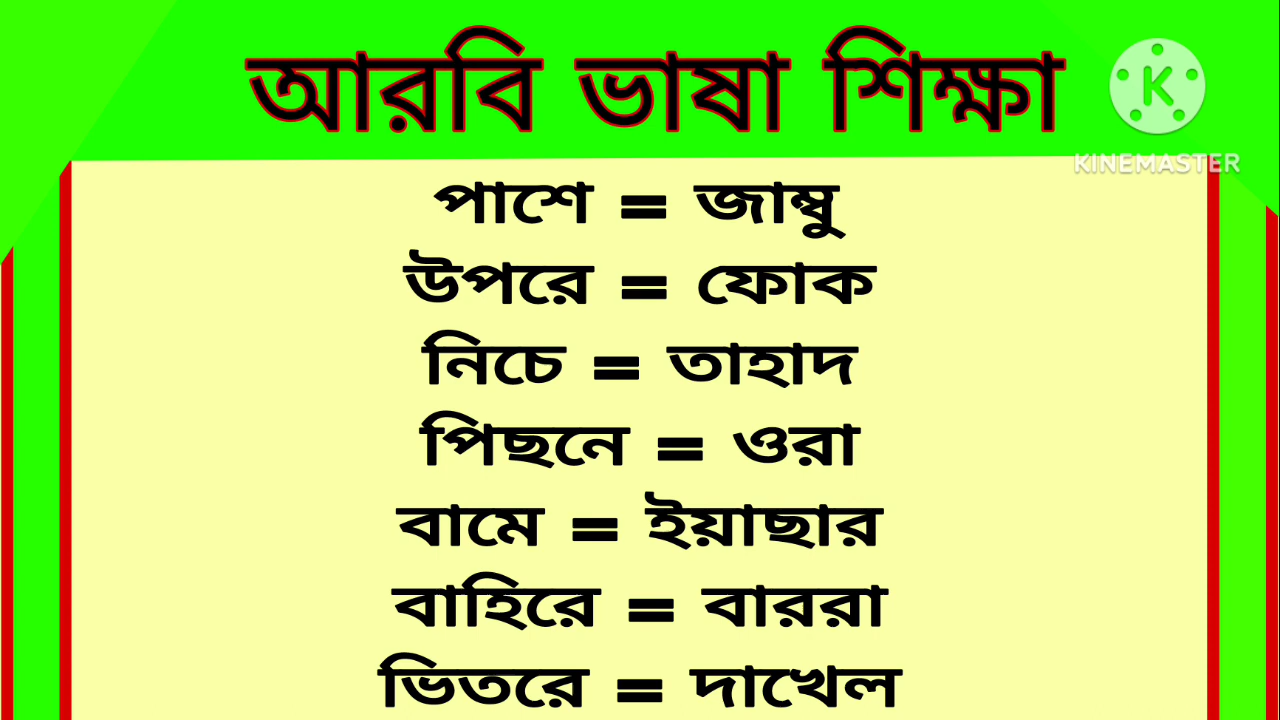 আরবি ভাষা শিক্ষা
KINEMASTER
পাশে = জাম্বু
উপরে = ফোক
নিচে = তাহাদ
পিছনে = ওরা
বামে = ইয়াছার
বাহিরে = বাররা
ভিতরে = দাখেল